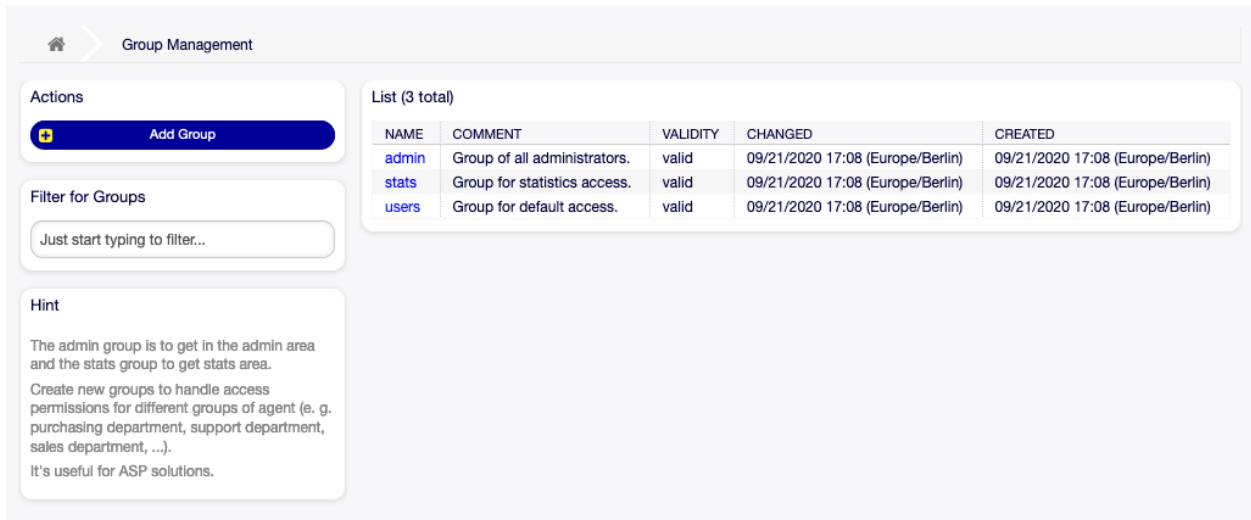 Group Management
Actions
Add Group
Filter for Groups
Just start typing to filter...
Hint
The admin group is to get in the admin area
and the stats group to get stats area.
Create new groups to handle access
permissions for different groups of agent (e. g.
purchasing department, support department,
sales department, ...).
It's useful for ASP solutions.
List (3 total)
NAME COMMENT VALIDITY CHANGED CREATED
admin Group of all administrators. valid 09/21/2020 17:08 (Europe/Berlin) 09/21/2020 17:08 (Europe/Berlin)
stats Group for statistics access. valid 09/21/2020 17:08 (Europe/Berlin) 09/21/2020 17:08 (Europe/Berlin)
users Group for default access. valid 09/21/2020 17:08 (Europe/Berlin) 09/21/2020 17:08 (Europe/Berlin)